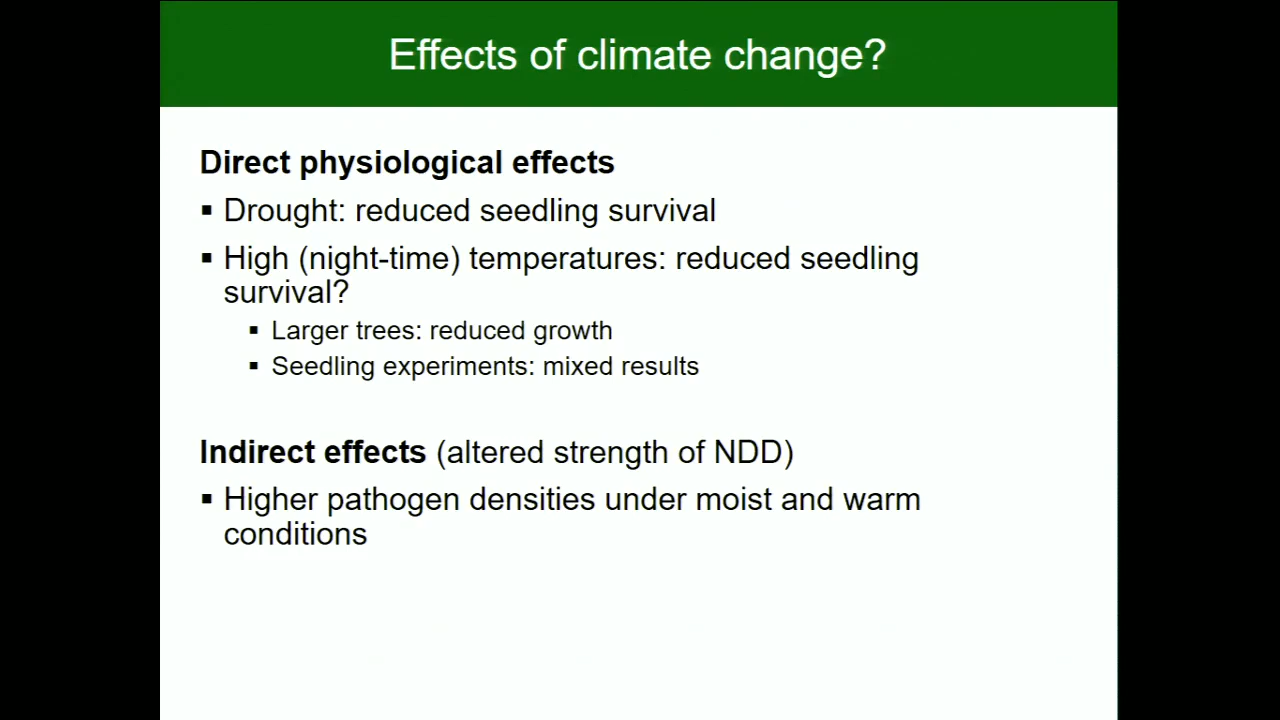 Effects of climate change?
Direct physiological effects
▪ Drought: reduced seedling survival
▪ High (night-time) temperatures: reduced seedling
survival?
▪ Larger trees: reduced growth
▪ Seedling experiments: mixed results
Indirect effects (altered strength of NDD)
▪ Higher pathogen densities under moist and warm
conditions